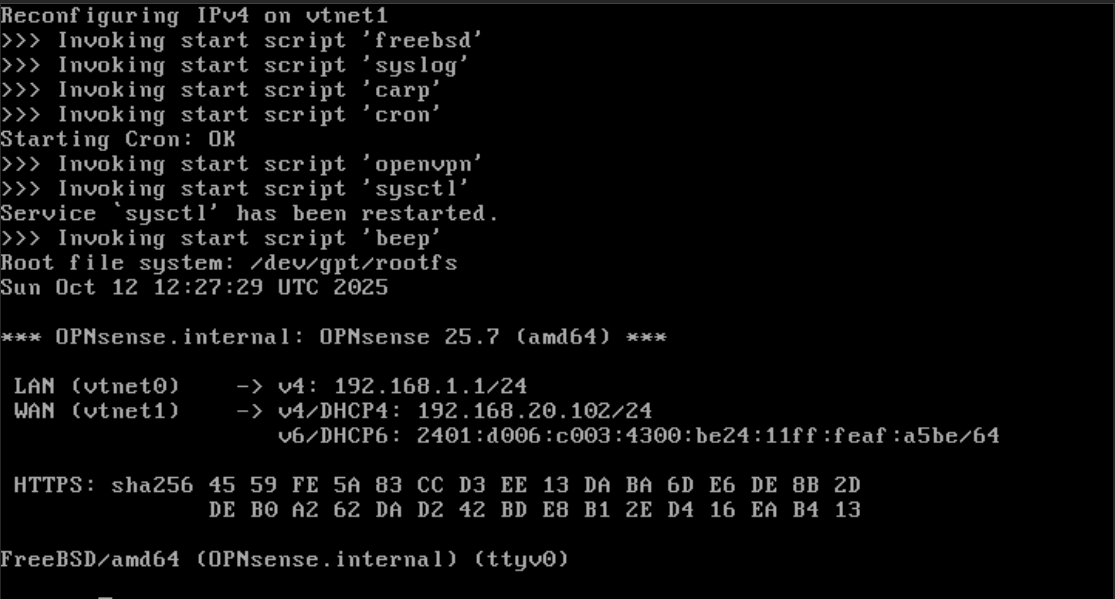 Reconfiguring IPv4 on vtnet1
>>> Invoking start script 'freebsd'
>>> Invoking start script 'syslog'
>>> Invoking start script 'carp'
>>> Invoking start script 'cron'
Starting Cron: OK
>>> Invoking start script 'openvpn'
>>> Invoking start script 'sysctl'
Service `sysctl' has been restarted.
>>> Invoking start script 'beep'
Root file system: /dev/gpt/rootfs
Sun Oct 12 12:27:29 UTC 2025
*** OPNsense.internal: OPNsense 25.7 (amd64) ***
LAN (vtnet0)    -> v4: 192.168.1.1/24
WAN (vtnet1)    -> v4/DHCP4: 192.168.20.102/24
v6/DHCP6: 2401:d006:c003:4300:be24:11ff:feaf:a5be/64
HTTPS: sha256 45 59 FE 5A 83 CC D3 EE 13 DA BA 6D E6 DE 8B 2D
DE B0 A2 62 DA D2 42 BD E8 B1 2E D4 16 EA B4 13
FreeBSD/amd64 (OPNsense.internal) (ttyv0)